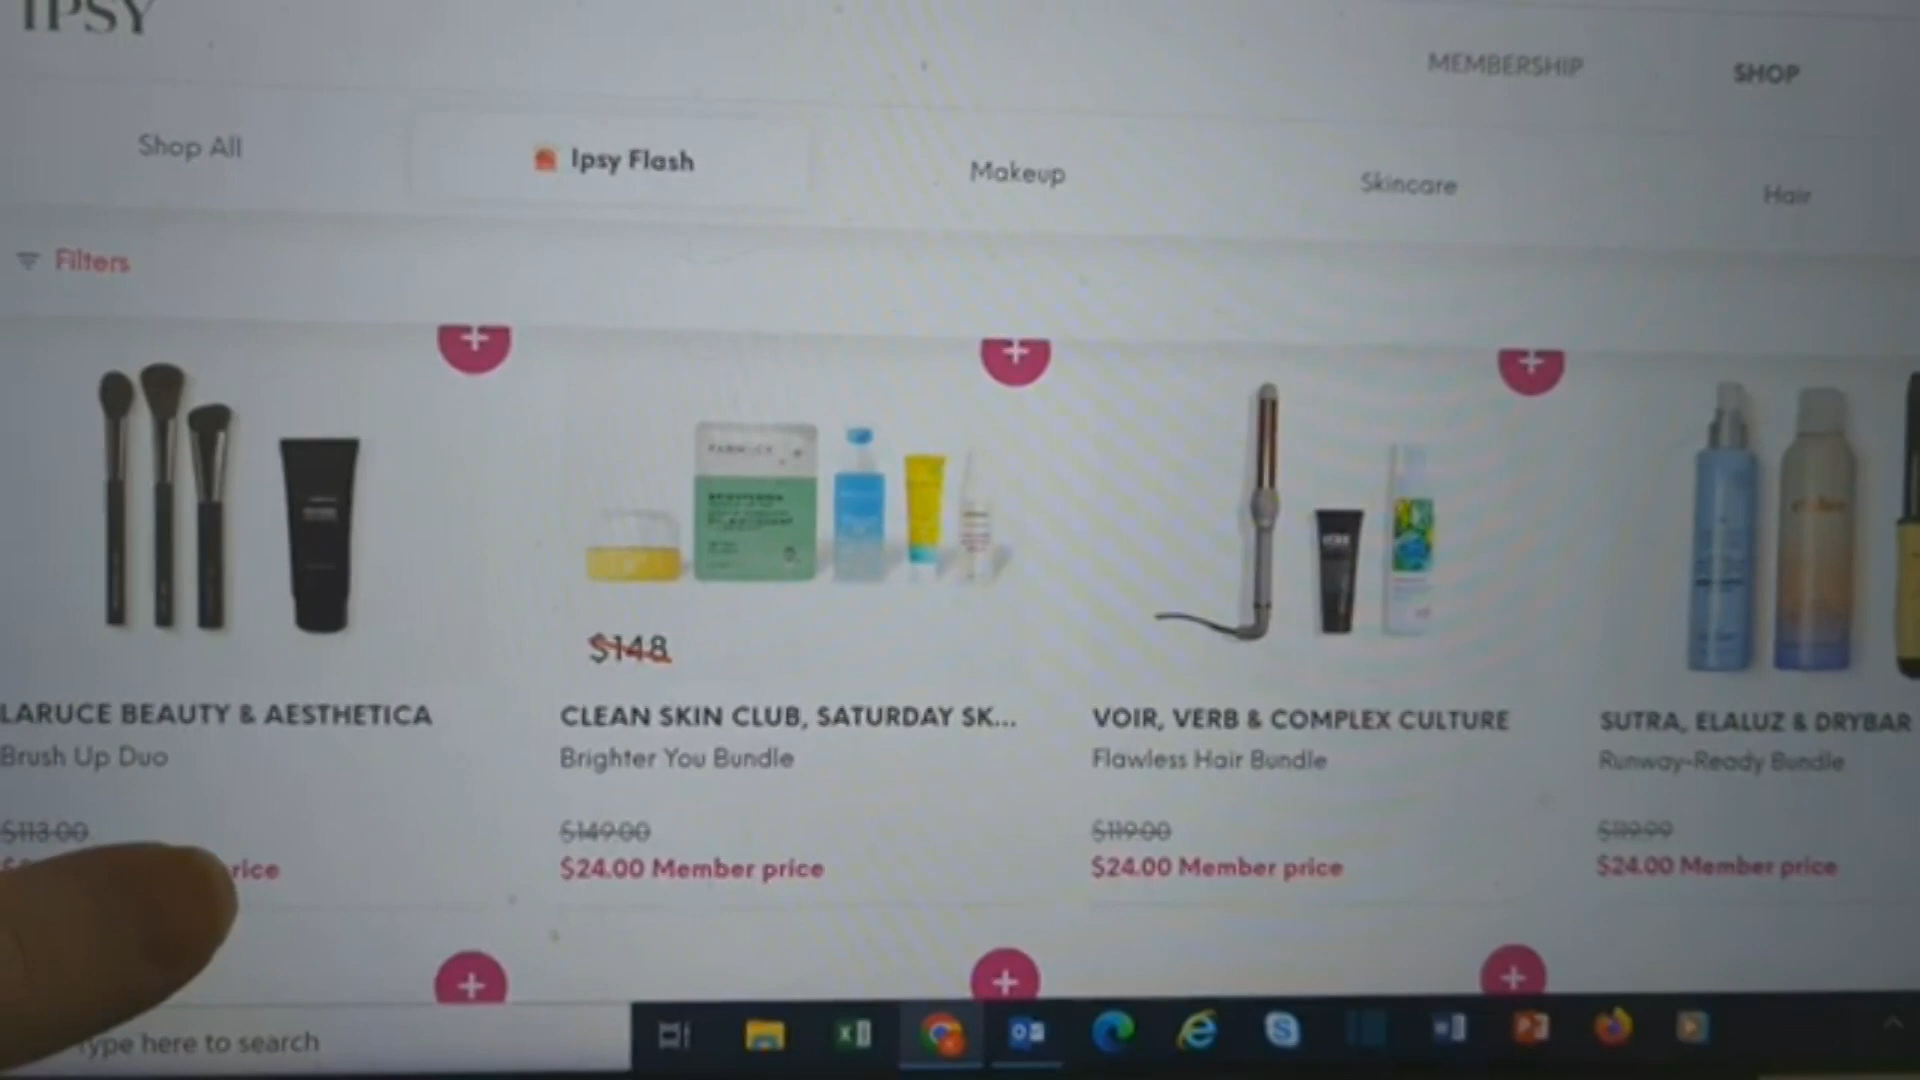 IPSY
MEMBERSHIP
SHOP
Shop All
Ipsy Flash
Makeup
Skincare
Hair
Filters
$148
LARUCE BEAUTY & AESTHETICA
Brush Up Duo
$113.00
rice
CLEAN SKIN CLUB, SATURDAY SK...
Brighter You Bundle
$149.00
$24.00 Member price
VOIR, VERB & COMPLEX CULTURE
Flawless Hair Bundle
$119.00
$24.00 Member price
SUTRA, ELALUZ & DRYBAR
Runway-Ready Bundle
$24.00 Member price
Type here to search